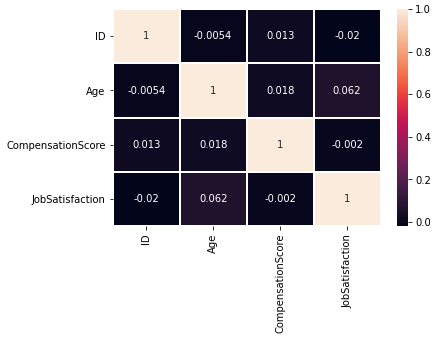 ID 1 -0.0054 0.013 -0.02
Age -0.0054 1 0.018 0.062
CompensationScore 0.013 0.018 1 -0.002
JobSatisfaction -0.02 0.062 -0.002 1
ID
Age
CompensationScore
JobSatisfaction
1.0
0.8
0.6
0.4
0.2
0.0